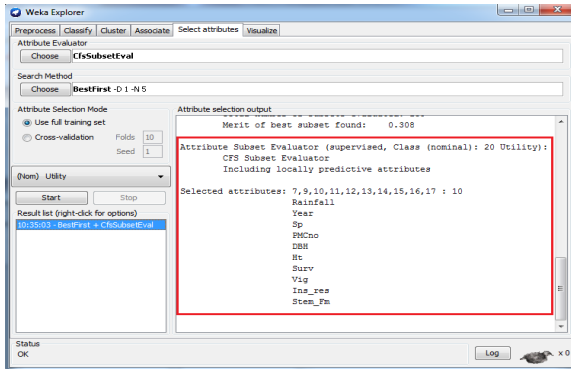 Weka Explorer
Preprocess Classify Cluster Associate Select attributes Visualize
Attribute Evaluator
Choose CfsSubsetEval
Search Method
Choose BestFirst -D 1 -N 5
Attribute Selection Mode
Use full training set
Cross-validation Folds 10
Seed 1
(Nom) Utility
Start Stop
Result list (right-click for options)
10:35:03 - BestFirst + CfsSubsetEval
Attribute selection output
Merit of best subset found: 0.308
Attribute Subset Evaluator (supervised, Class (nominal): 20 Utility):
CFS Subset Evaluator
Including locally predictive attributes
Selected attributes: 7,9,10,11,12,13,14,15,16,17 : 10
Rainfall
Year
Sp
PMCno
DBH
Ht
Surv
Vig
Ins_res
Stem_Fm
Status
OK
Log x 0